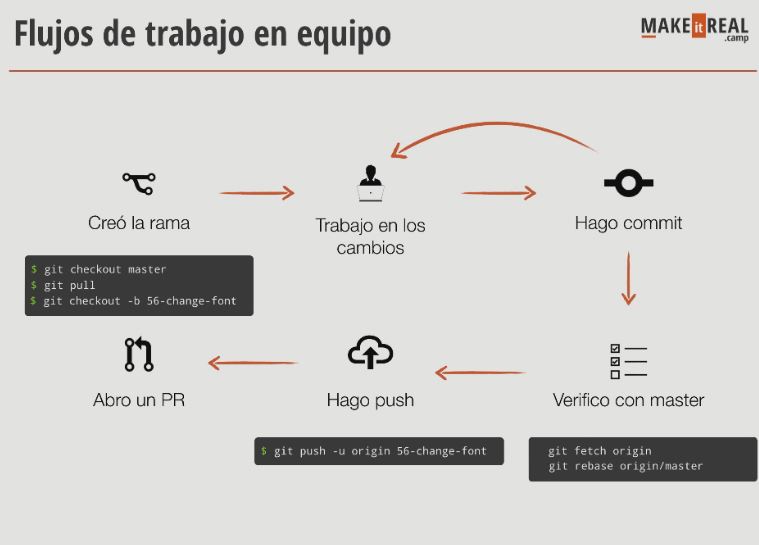 Flujos de trabajo en equipo
MAKE it REAL
.camp
Creó la rama
Trabajo en los
cambios
Hago commit
$ git checkout master
$ git pull
$ git checkout -b 56-change-font
Abro un PR
Hago push
Verifico con master
$ git push -u origin 56-change-font
git fetch origin
git rebase origin/master